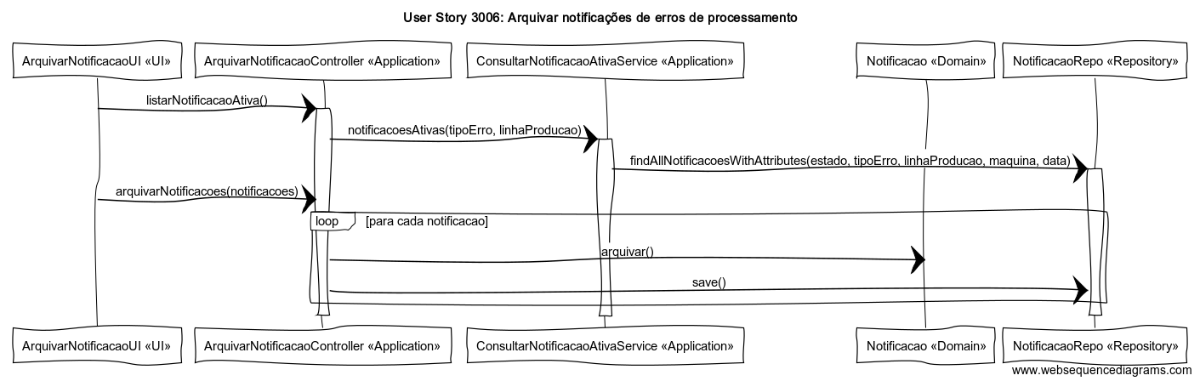 User Story 3006: Arquivar notificações de erros de processamento
ArquivarNotificacaoUI «UI»
ArquivarNotificacaoController «Application»
ConsultarNotificacaoAtivaService «Application»
Notificacao «Domain»
NotificacaoRepo «Repository»
listarNotificacaoAtiva()
notificacoesAtivas(tipoErro, linhaProducao)
findAllNotificacoesWithAttributes(estado, tipoErro, linhaProducao, maquina, data)
arquivarNotificacoes(notificacoes)
loop [para cada notificacao]
arquivar()
save()
ArquivarNotificacaoUI «UI»
ArquivarNotificacaoController «Application»
ConsultarNotificacaoAtivaService «Application»
Notificacao «Domain»
NotificacaoRepo «Repository»
www.websequencediagrams.com